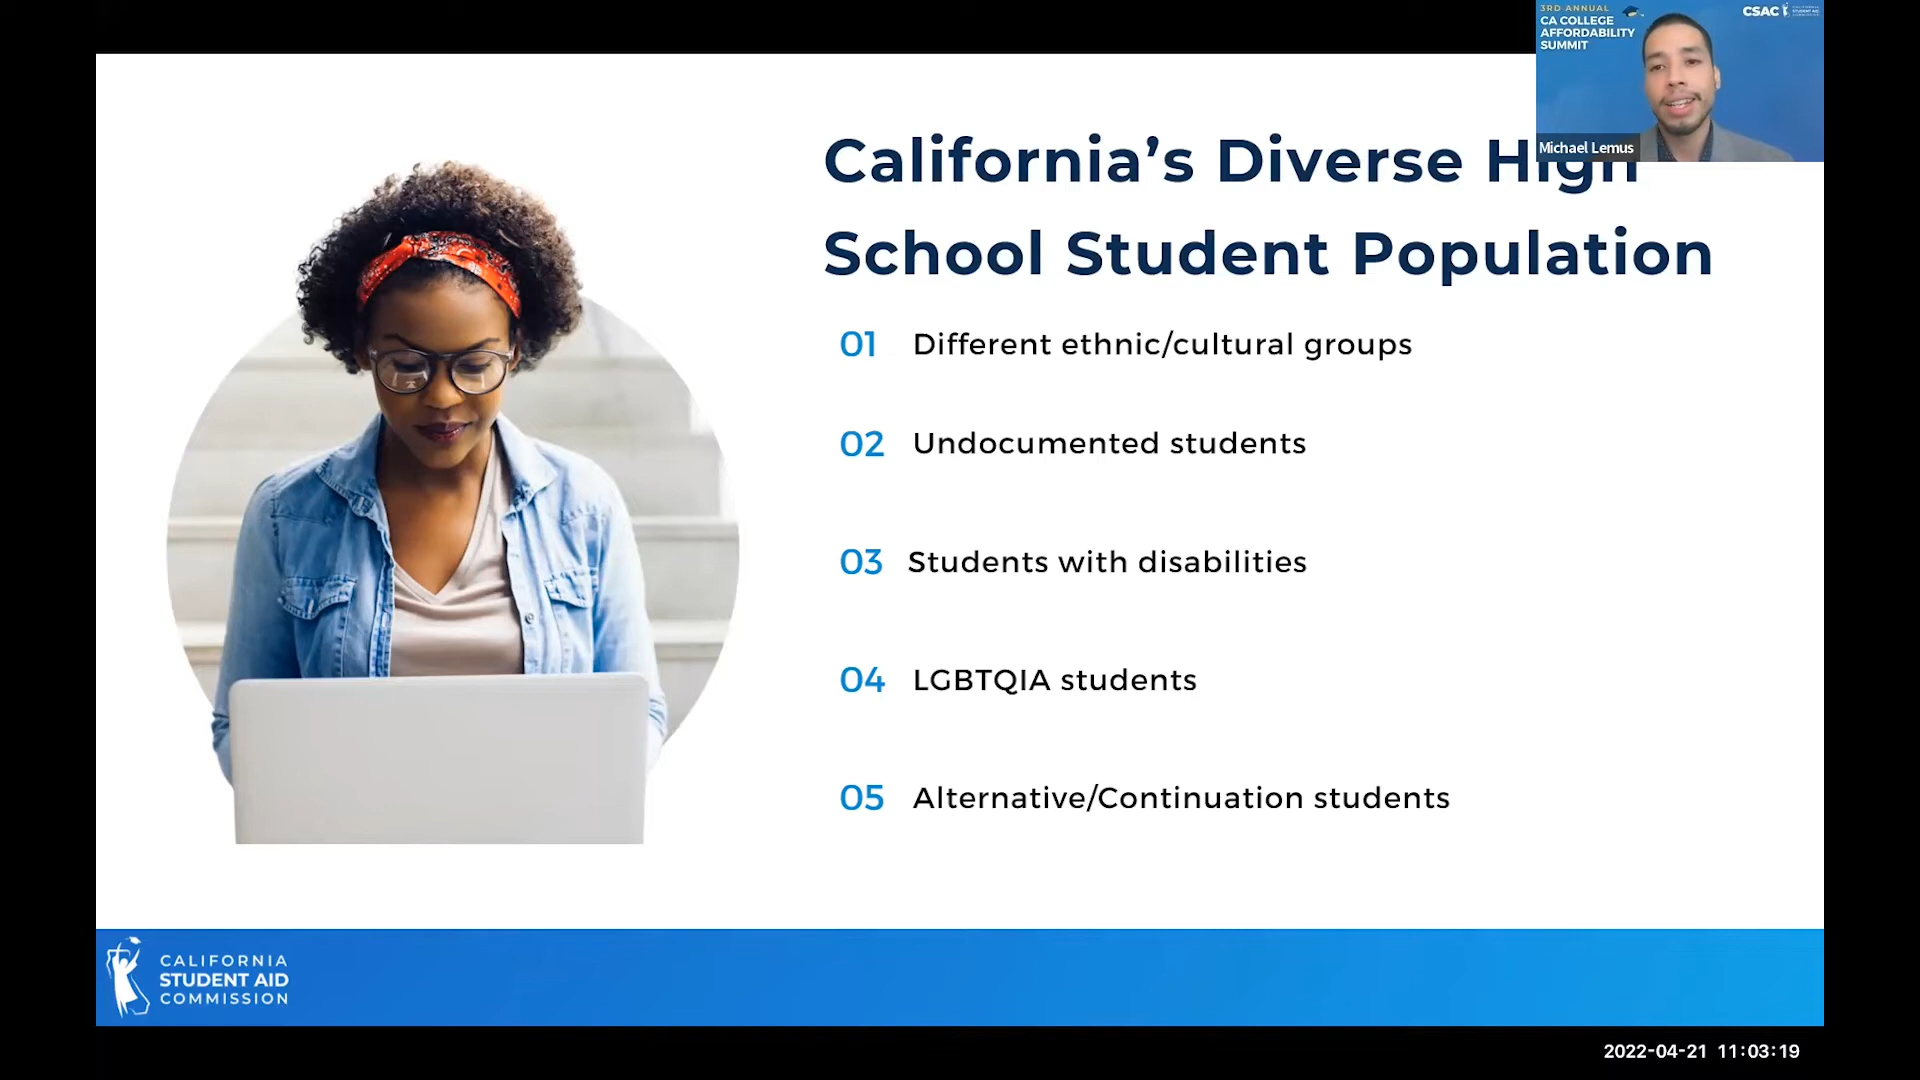 3RD ANNUAL
CA COLLEGE
AFFORDABILITY
SUMMIT
CSAC
Michael Lemus
California’s Diverse High
School Student Population
01 Different ethnic/cultural groups
02 Undocumented students
03 Students with disabilities
04 LGBTQIA students
05 Alternative/Continuation students
CALIFORNIA
STUDENT AID
COMMISSION
2022-04-21 11:03:19